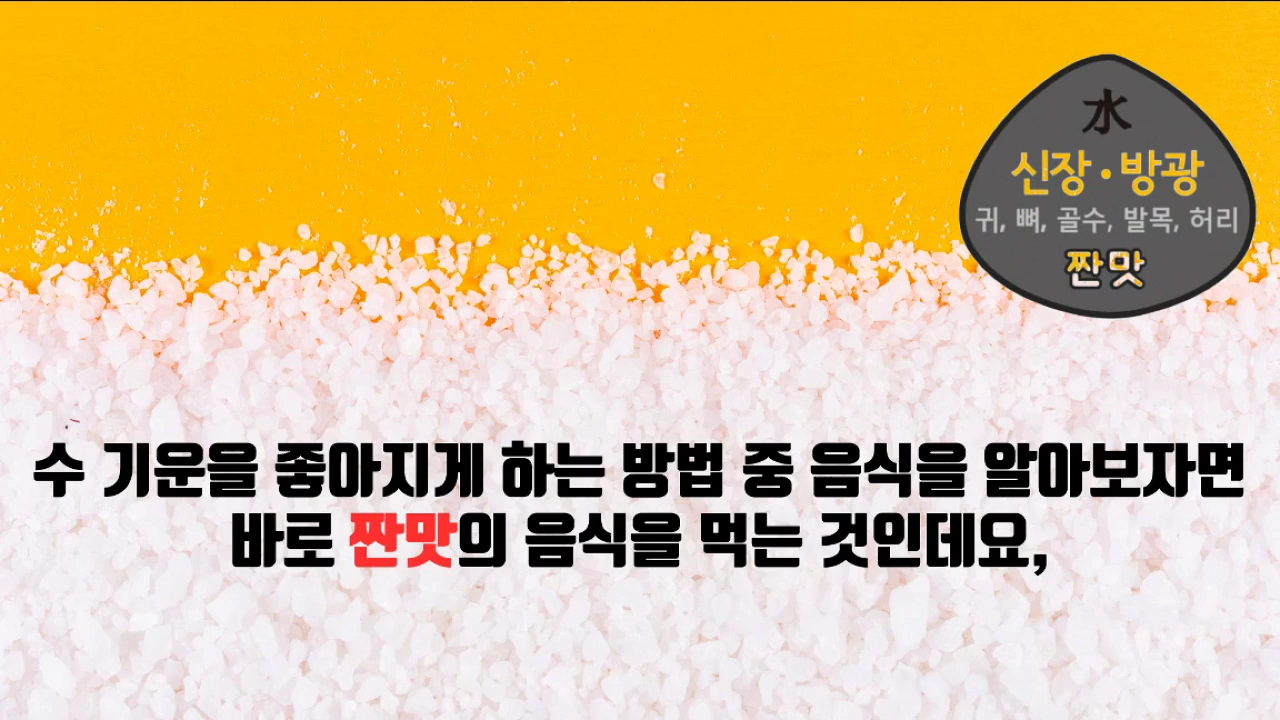 水
신장·방광
귀, 뼈, 골수, 발목, 허리
짠맛
수 기운을 좋아지게 하는 방법 중 음식을 알아보자면
바로 짠맛의 음식을 먹는 것인데요,